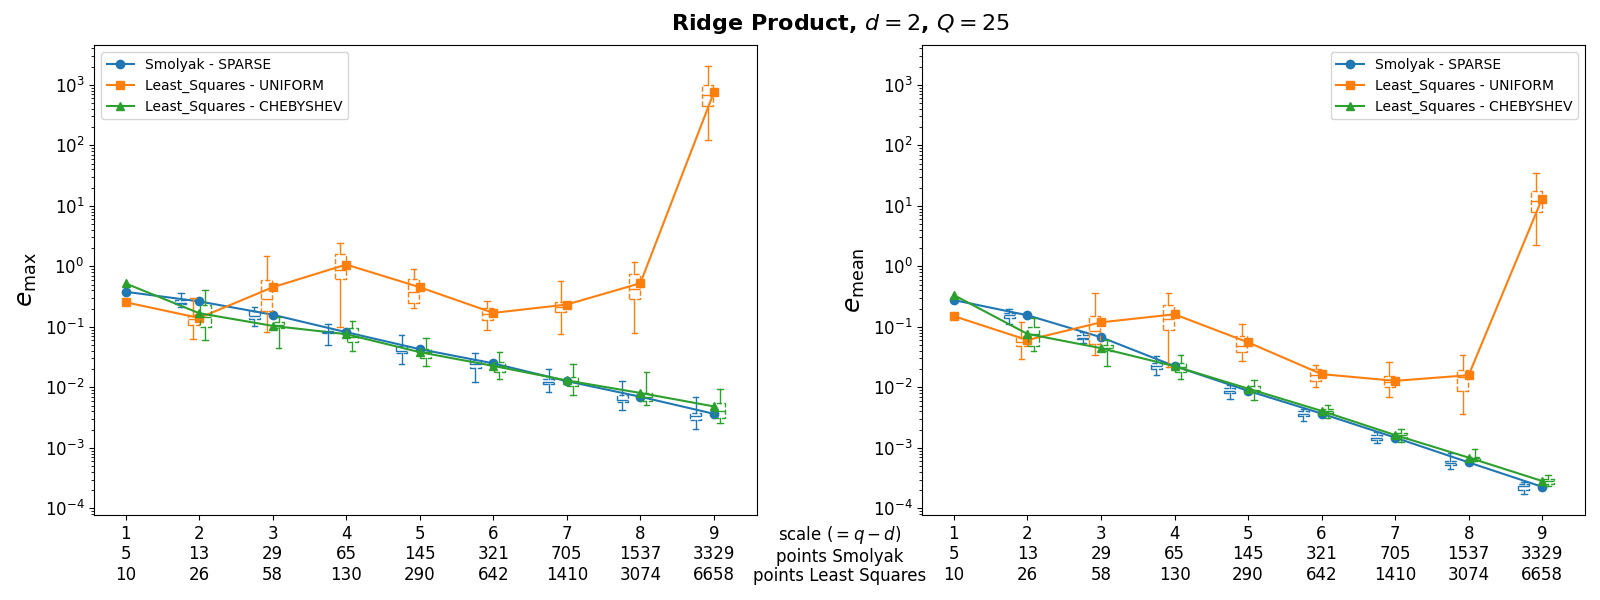 Ridge Product, d = 2, Q = 25
Smolyak - SPARSE
Least_Squares - UNIFORM
Least_Squares - CHEBYSHEV
e_max
10^3
10^2
10^1
10^0
10^−1
10^−2
10^−3
10^−4
Smolyak - SPARSE
Least_Squares - UNIFORM
Least_Squares - CHEBYSHEV
e_mean
10^3
10^2
10^1
10^0
10^−1
10^−2
10^−3
10^−4
1 2 3 4 5 6 7 8 9 scale (= q − d) 1 2 3 4 5 6 7 8 9
5 13 29 65 145 321 705 1537 3329 points Smolyak 5 13 29 65 145 321 705 1537 3329
10 26 58 130 290 642 1410 3074 6658 points Least Squares 10 26 58 130 290 642 1410 3074 6658